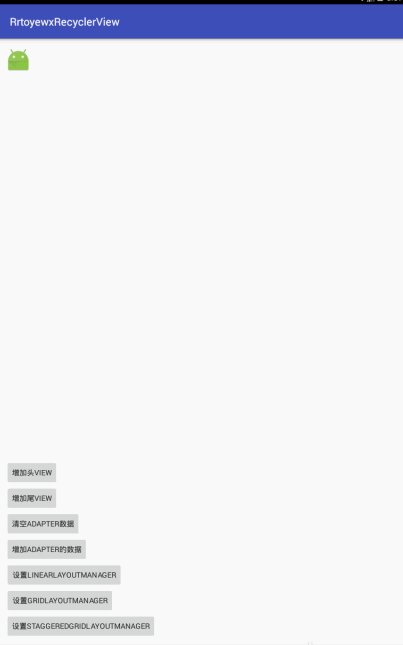 RrtoyewxRecyclerView
增加头VIEW
增加尾VIEW
清空ADAPTER数据
增加ADAPTER的数据
设置LINEARLAYOUTMANAGER
设置GRIDLAYOUTMANAGER
设置STAGGEREDGRIDLAYOUTMANAGER